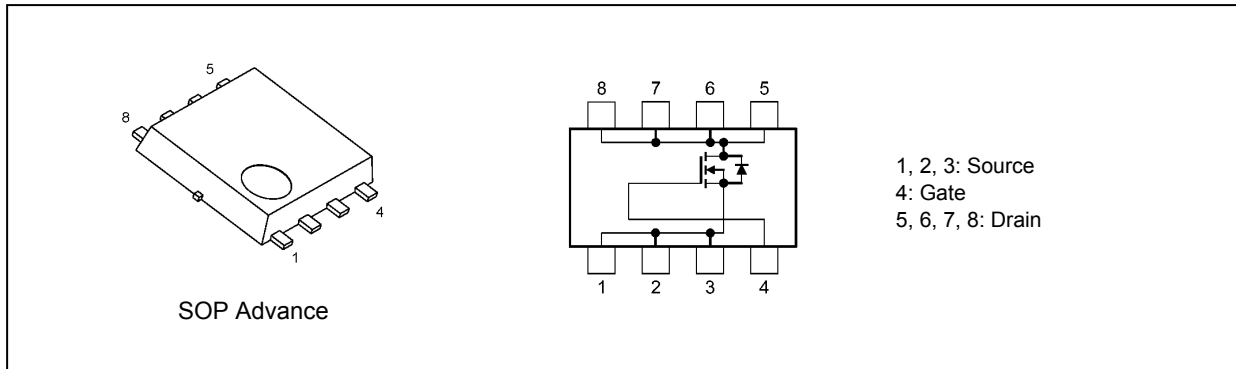 5
8
4
1
SOP Advance
8 7 6 5
1 2 3 4
1, 2, 3: Source
4: Gate
5, 6, 7, 8: Drain